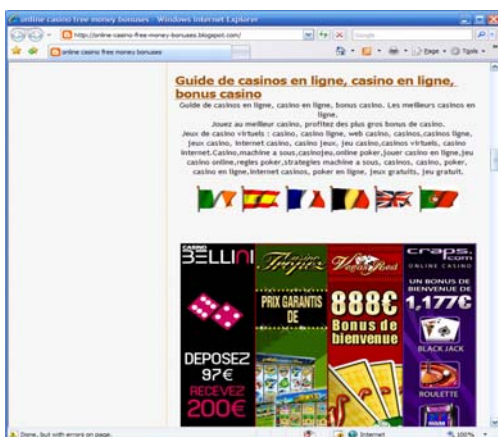 online casino free money bonuses - Windows Internet Explorer
http://online-casino-free-money-bonuses.blogspot.com/
Google
online casino free money bonuses
Page
Tools
Guide de casinos en ligne, casino en ligne,
bonus casino
Guide de casinos en ligne, casino en ligne, bonus casino. Les meilleurs casinos en
ligne.
Jouez au meilleur casino, profitez des plus gros bonus de casino.
Jeux de casino virtuels : casino, casino ligne, web casino, casinos,casinos ligne,
jeux casino, internet casino, casino jeux, jeu casino,casinos virtuels, casino
internet.Casino,machine a sous,casinojeu,online poker,jouer casino en ligne,jeu
casino online,regles poker,strategies machine a sous, casinos, casino, poker,
casino en ligne,internet casinos, poker en ligne, jeux gratuits, jeu gratuit.
CASINO
BELLINI
DEPOSEZ
97€
RECEVEZ
200€
Casino
Tropez
PRIX GARANTIS
DE
Vegas Red
888€
Bonus de
bienvenue
craps.
com
ONLINE CASINO
UN BONUS DE
BIENVENUE DE
1,177€
BLACK JACK
ROULETTE
Done, but with errors on page.
Internet
100%